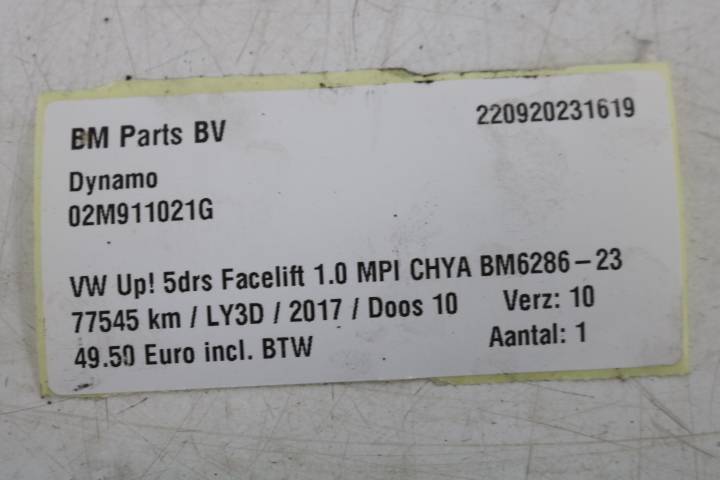 BM Parts BV 220920231619
Dynamo
02M911021G
VW Up! 5drs Facelift 1.0 MPI CHYA BM6286-23
77545 km / LY3D / 2017 / Doos 10 Verz: 10
49.50 Euro incl. BTW Aantal: 1